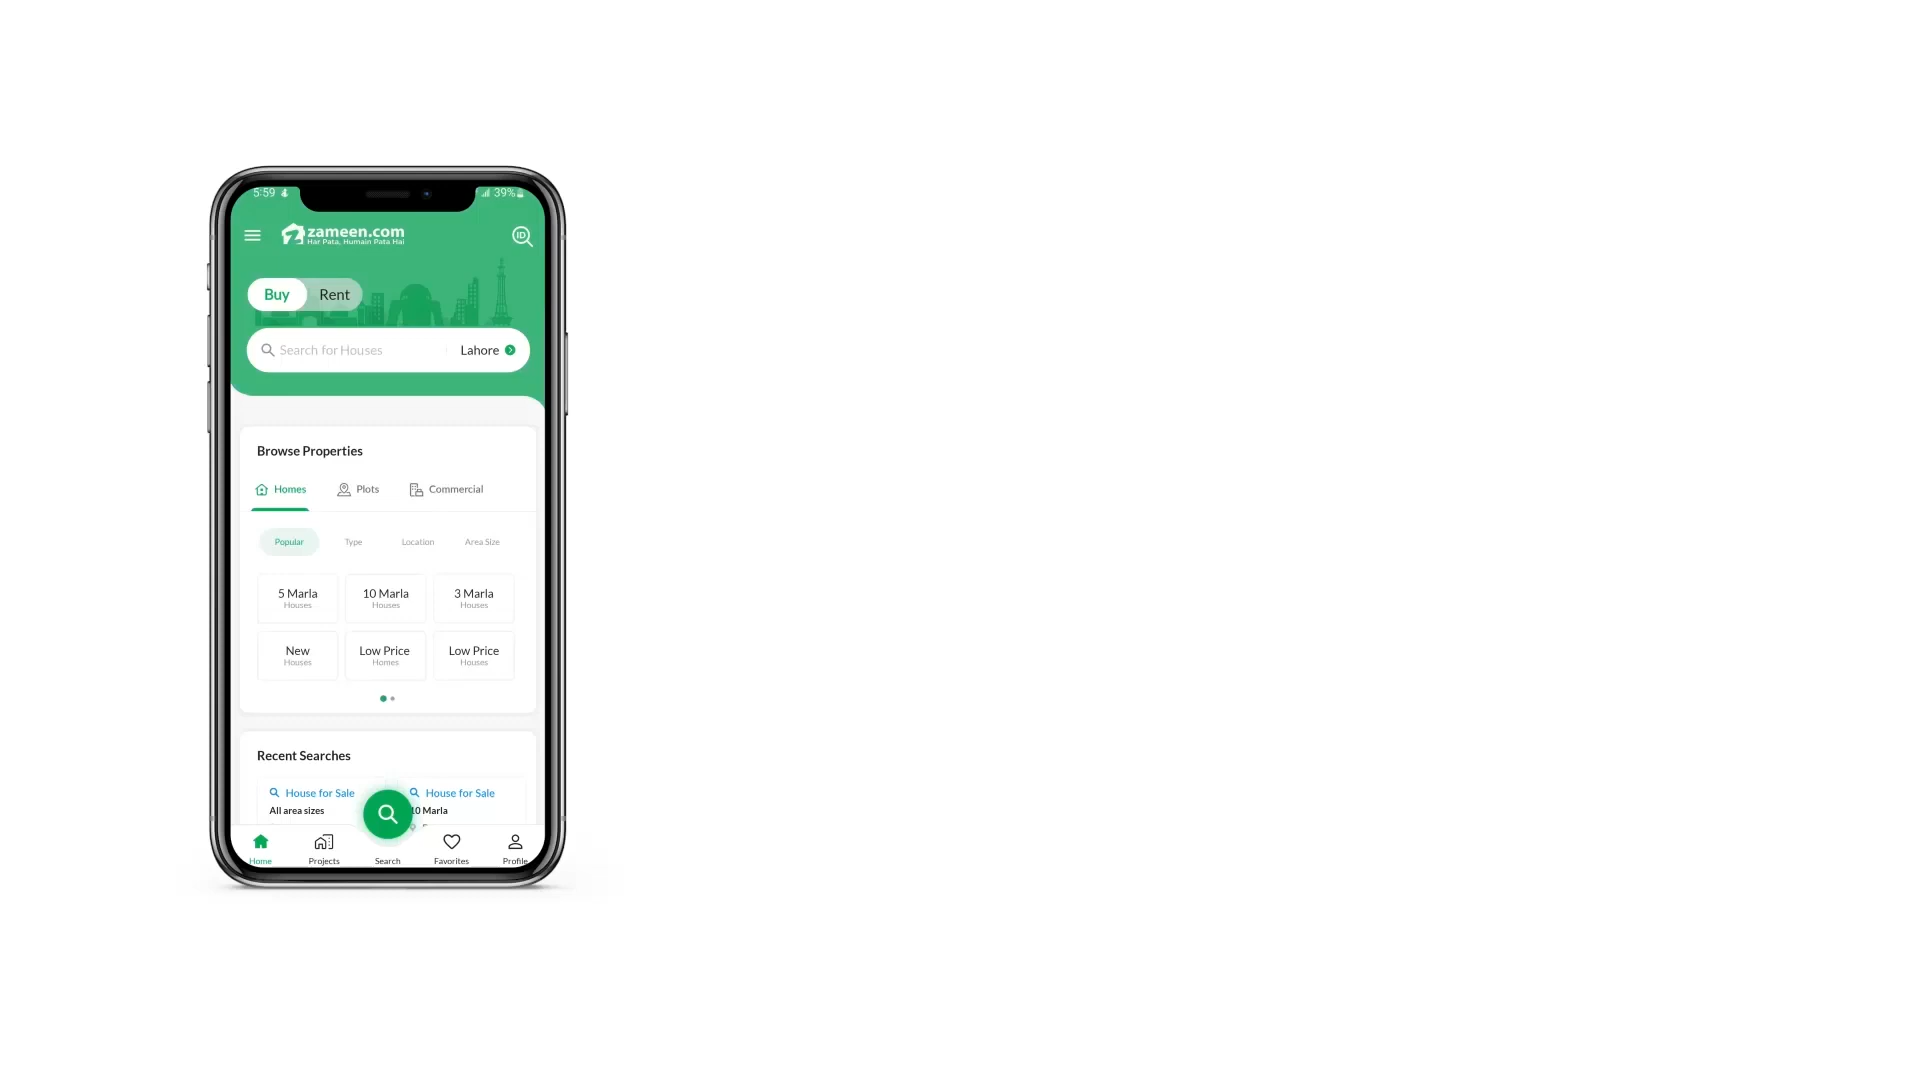 5:59
39%
zameen.com
Har Pata, Humain Pata Hai
ID
Buy Rent
Search for Houses Lahore
Browse Properties
Homes Plots Commercial
Popular Type Location Area Size
5 Marla 10 Marla 3 Marla
Houses Houses Houses
New Low Price Low Price
Houses Homes Houses
Recent Searches
House for Sale House for Sale
All area sizes 10 Marla
Home Projects Search Favorites Profile